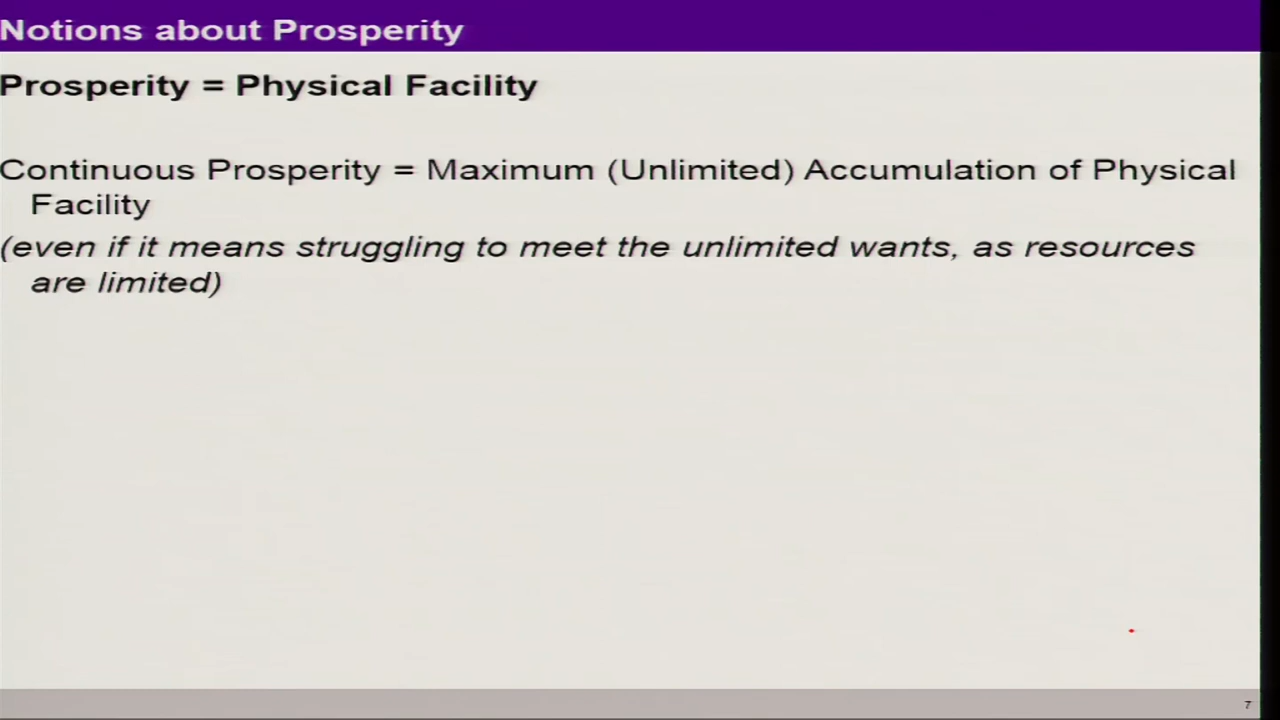 Notions about Prosperity
Prosperity = Physical Facility
Continuous Prosperity = Maximum (Unlimited) Accumulation of Physical
Facility
(even if it means struggling to meet the unlimited wants, as resources
are limited)
7